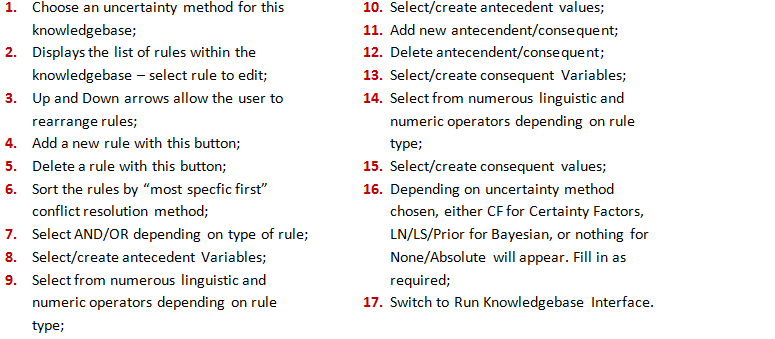 1. Choose an uncertainty method for this
knowledgebase;
2. Displays the list of rules within the
knowledgebase – select rule to edit;
3. Up and Down arrows allow the user to
rearrange rules;
4. Add a new rule with this button;
5. Delete a rule with this button;
6. Sort the rules by “most specfic first”
conflict resolution method;
7. Select AND/OR depending on type of rule;
8. Select/create antecedent Variables;
9. Select from numerous linguistic and
numeric operators depending on rule
type;
10. Select/create antecedent values;
11. Add new antencendent/consequent;
12. Delete antencendent/consequent;
13. Select/create consequent Variables;
14. Select from numerous linguistic and
numeric operators depending on rule
type;
15. Select/create consequent values;
16. Depending on uncertainty method
chosen, either CF for Certainty Factors,
LN/LS/Prior for Bayesian, or nothing for
None/Absolute will appear. Fill in as
required;
17. Switch to Run Knowledgebase Interface.